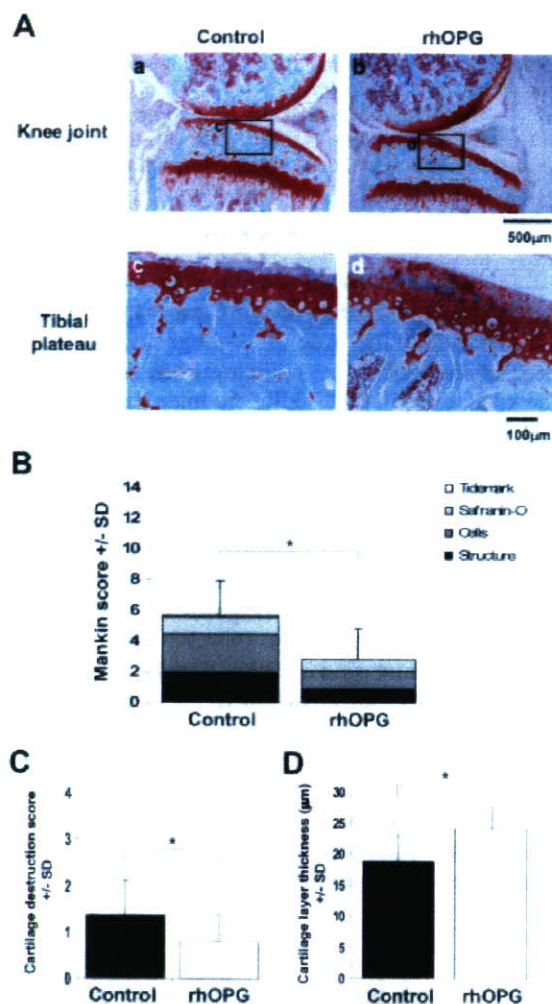 A
Control rhOPG
a b
Knee joint
c d
500µm
c d
Tibial
plateau
100µm
B
Mankin score +/- SD
14
12
10
8
6
4
2
0
Tidemark
Safranin-O
Cells
Structure
*
Control rhOPG
C
Cartilage destruction score
+/- SD
4
3
2
1
0
*
Control rhOPG
D
Cartilage layer thickness (µm)
+/- SD
30
25
20
15
10
5
0
*
Control rhOPG